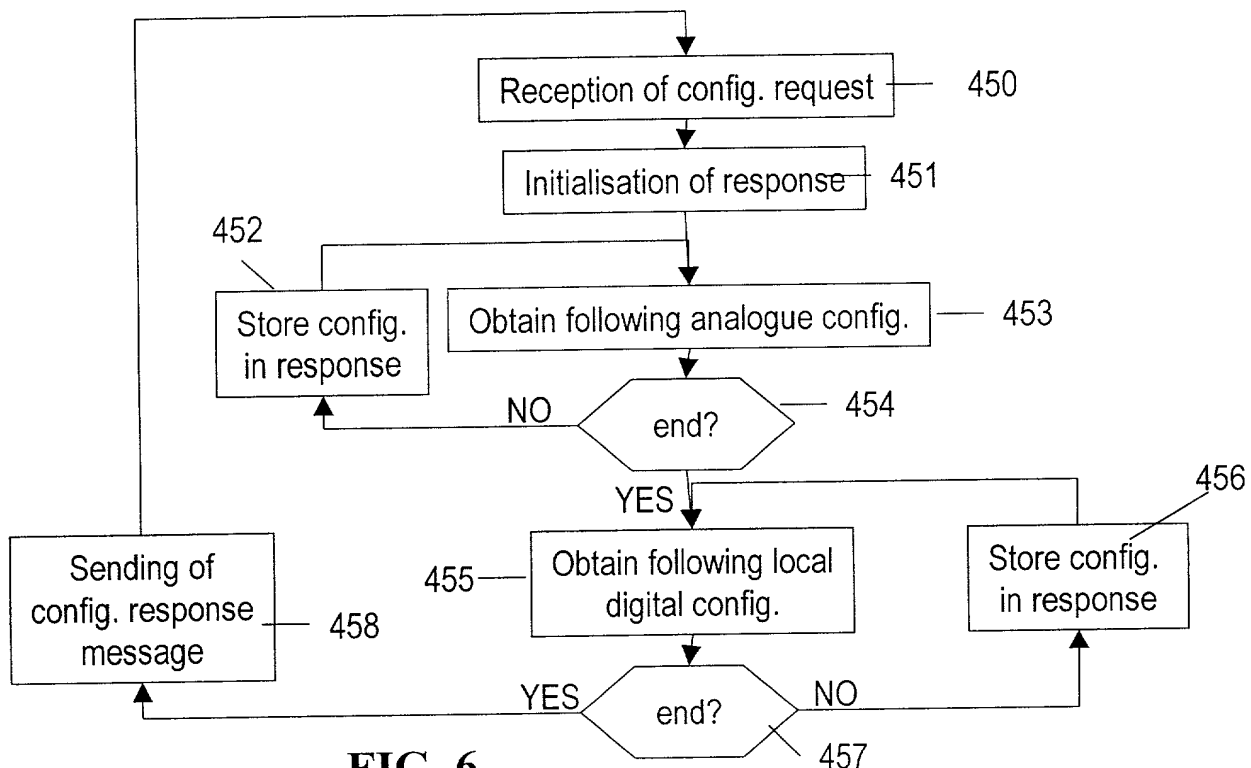 Reception of config. request
450
Initialisation of response
451
452
Store config.
in response
Obtain following analogue config.
453
NO
end?
454
YES
456
455
Obtain following local
digital config.
Store config.
in response
Sending of
config. response
message
458
YES
end?
NO
457
FIG. 6